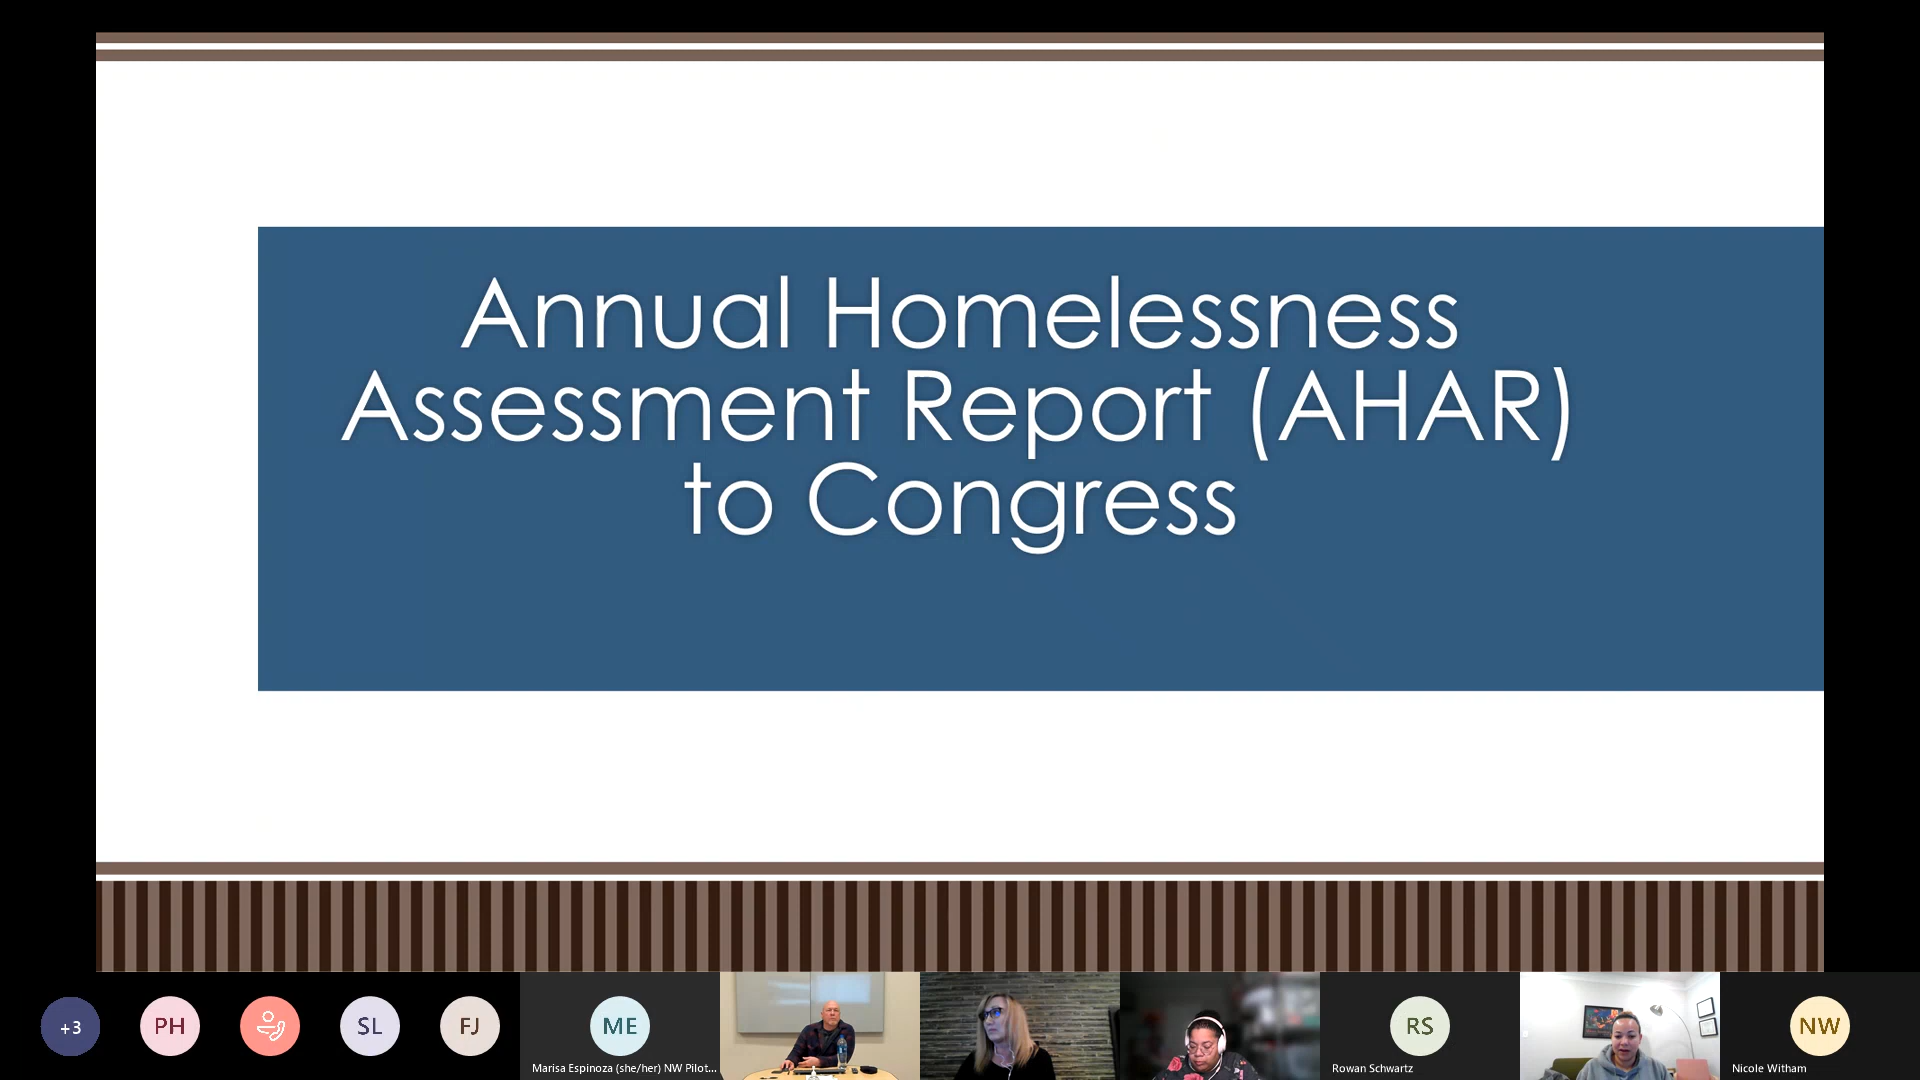 Annual Homelessness
Assessment Report (AHAR)
to Congress
+3
PH
SL
FJ
ME
Marisa Espinoza (she/her) NW Pilot...
RS
Rowan Schwartz
NW
Nicole Witham